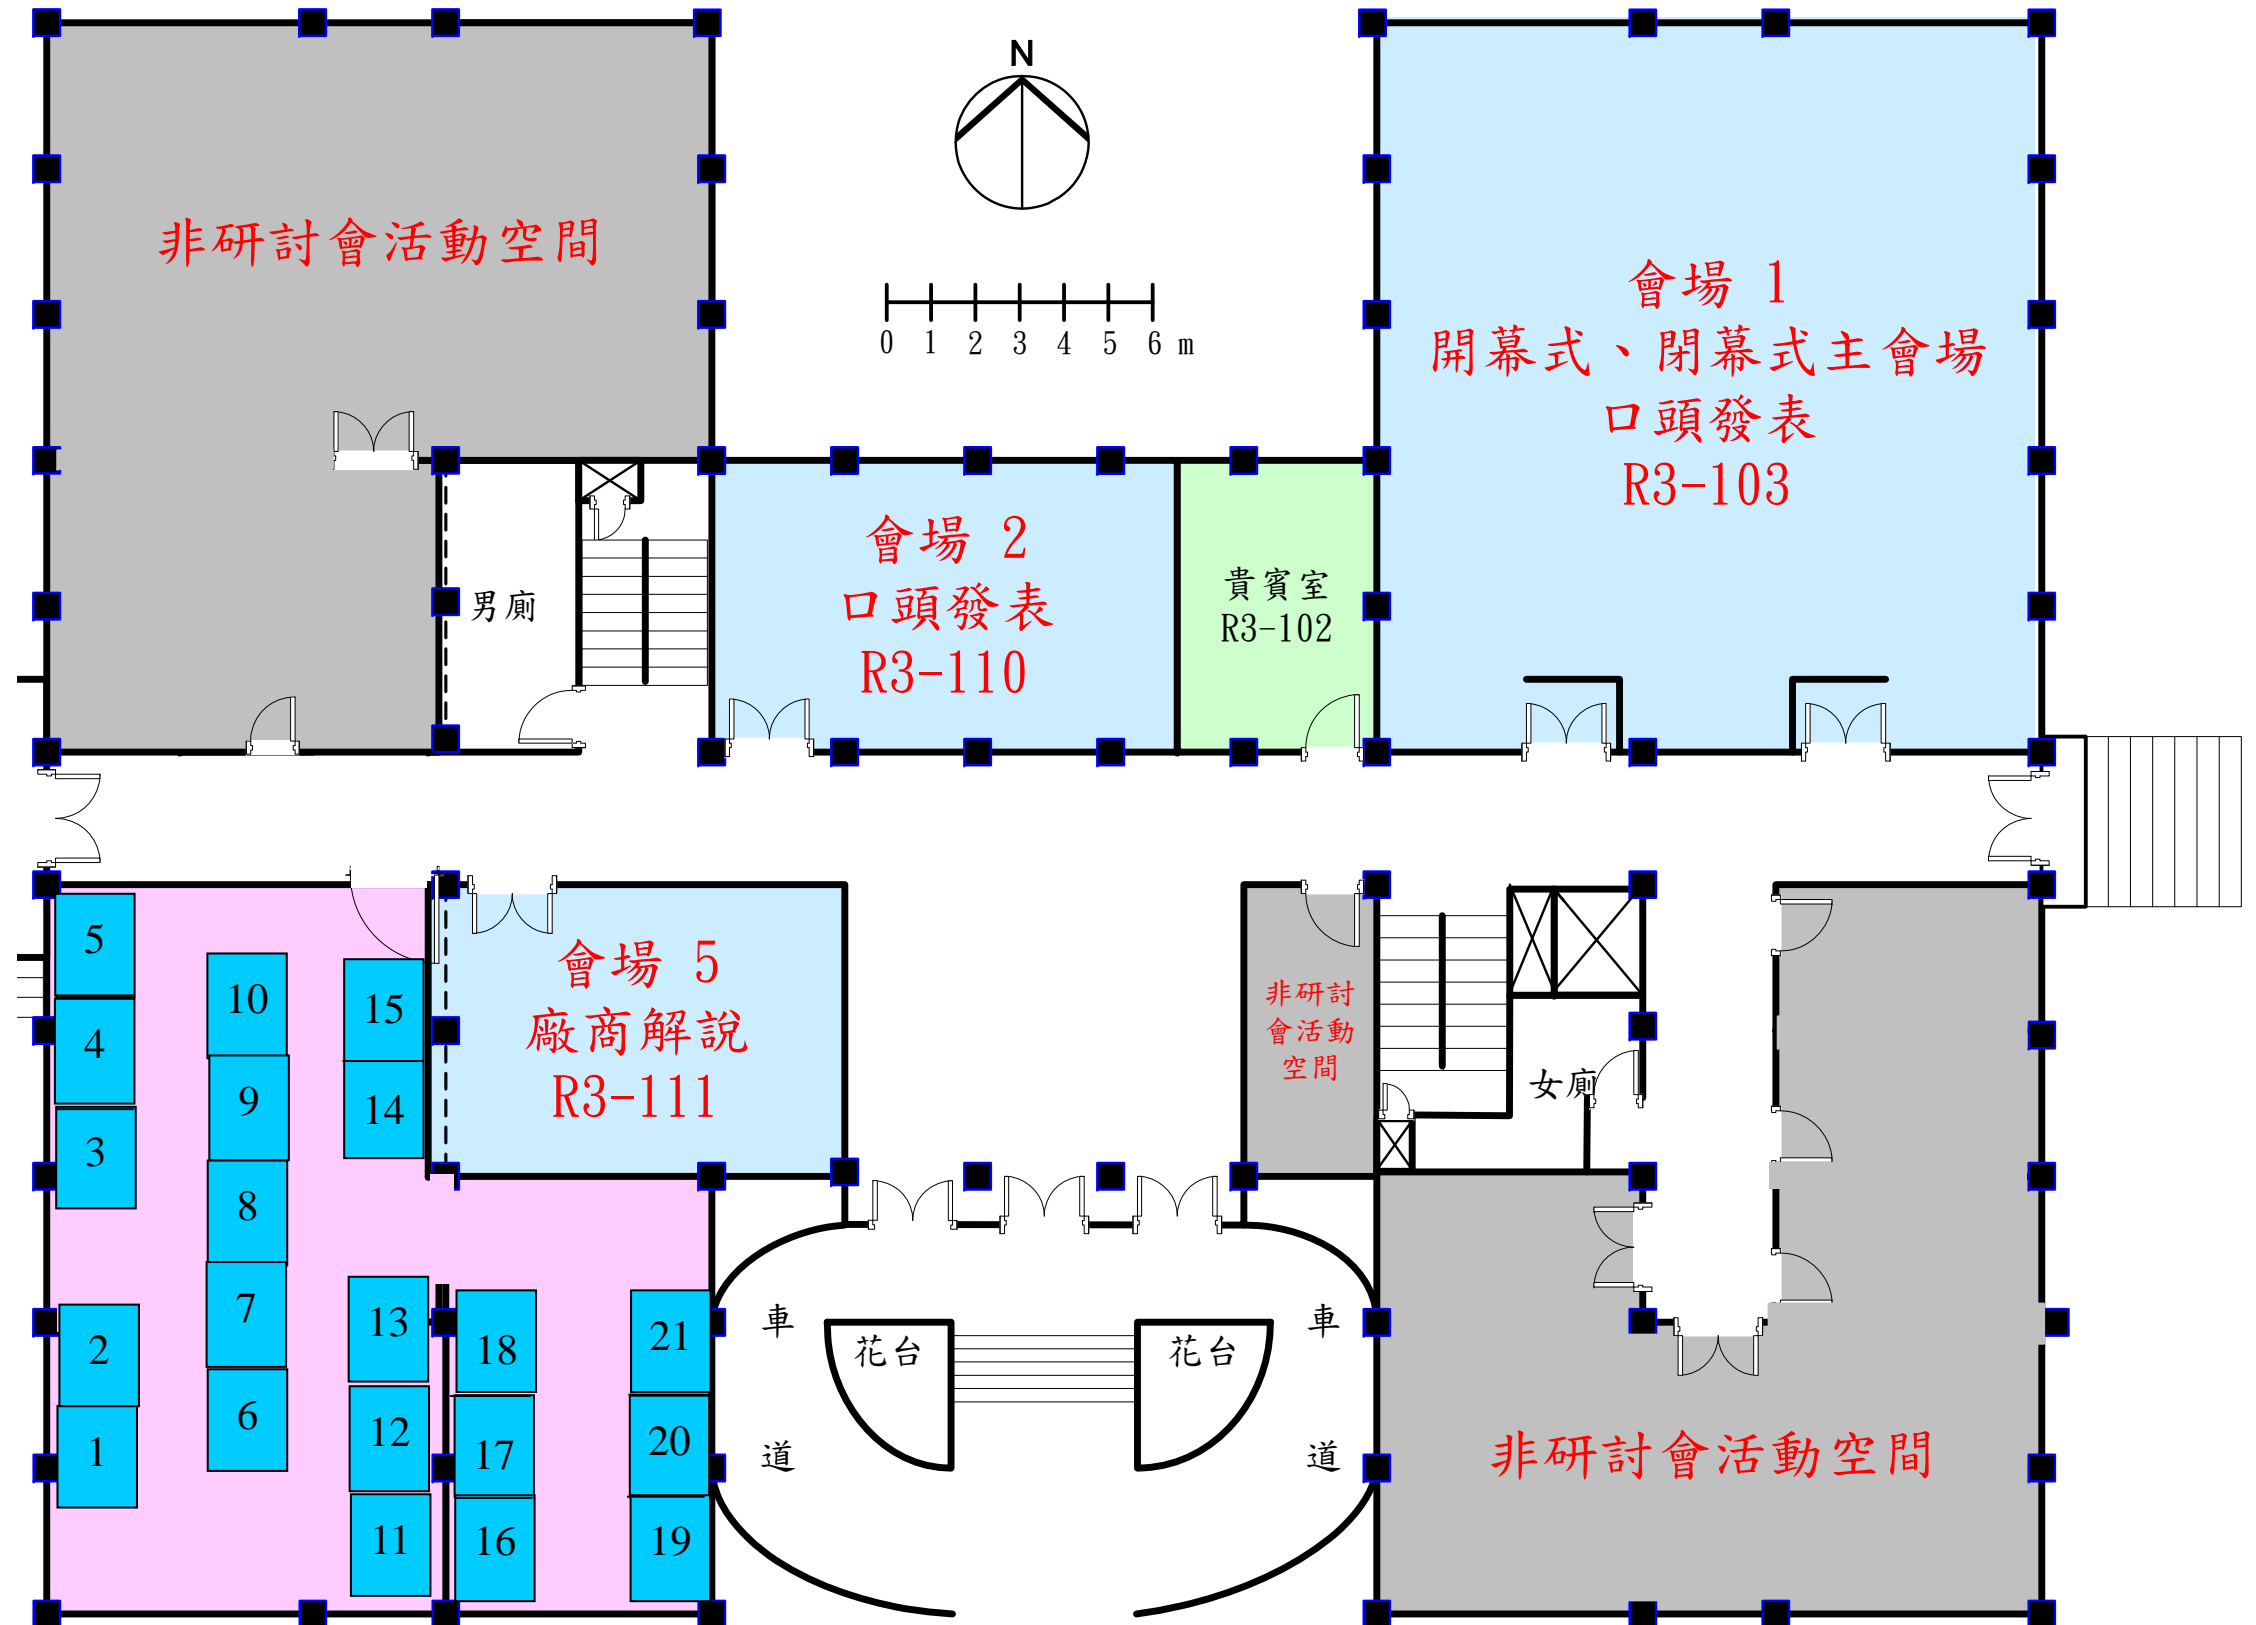 N
非研討會活動空間
0 1 2 3 4 5 6 m
會場 1
開幕式、閉幕式主會場
口頭發表
R3-103
男廁
會場 2
口頭發表
R3-110
貴賓室
R3-102
會場 5
廠商解說
R3-111
非研討
會活動
空間
女廁
5
4
3
2
1
10
9
8
7
6
15
14
13
12
11
18
17
16
21
20
19
車
道
花台
花台
車
道
非研討會活動空間